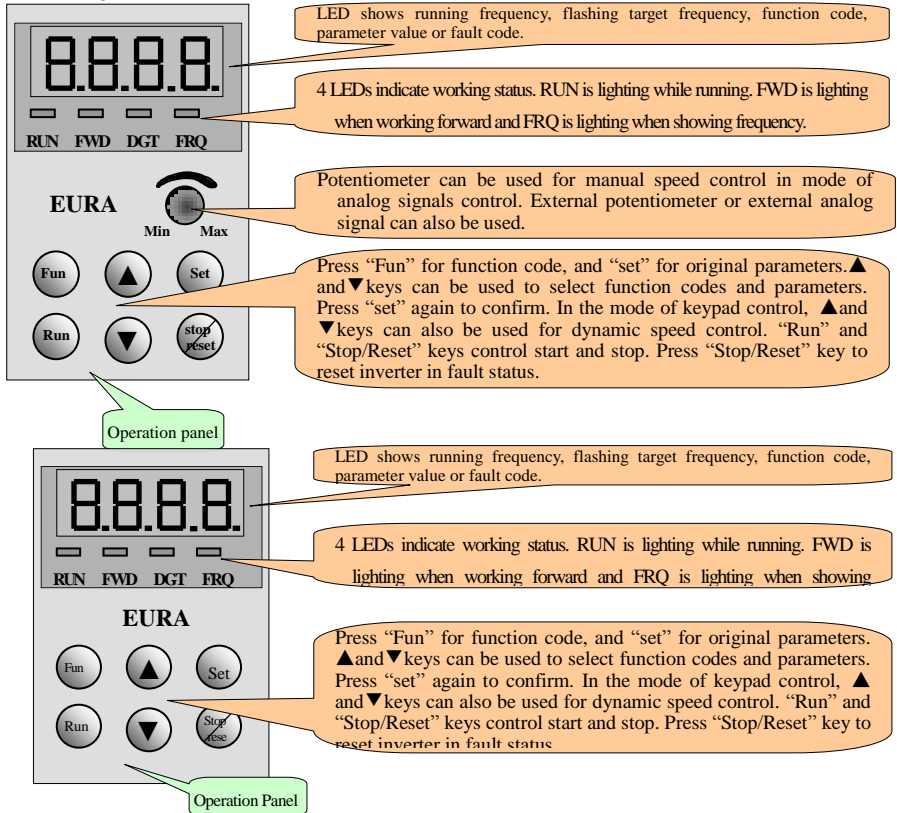 LED shows running frequency, flashing target frequency, function code,
parameter value or fault code.
8.8.8.8.
4 LEDs indicate working status. RUN is lighting while running. FWD is lighting
when working forward and FRQ is lighting when showing frequency.
RUN FWD DGT FRQ
Potentiometer can be used for manual speed control in mode of
analog signals control. External potentiometer or external analog
signal can also be used.
EURA
Min Max
Press “Fun” for function code, and “set” for original parameters.▲
and▼keys can be used to select function codes and parameters.
Press “set” again to confirm. In the mode of keypad control, ▲and
▼keys can also be used for dynamic speed control. “Run” and
“Stop/Reset” keys control start and stop. Press “Stop/Reset” key to
reset inverter in fault status.
Fun ▲ Set
Run ▼ stop
reset
Operation panel
LED shows running frequency, flashing target frequency, function code,
parameter value or fault code.
8.8.8.8.
4 LEDs indicate working status. RUN is lighting while running. FWD is
lighting when working forward and FRQ is lighting when showing
RUN FWD DGT FRQ
EURA
Press “Fun” for function code, and “set” for original parameters.
▲and▼keys can be used to select function codes and parameters.
Press “set” again to confirm. In the mode of keypad control, ▲
and▼keys can also be used for dynamic speed control. “Run” and
“Stop/Reset” keys control start and stop. Press “Stop/Reset” key to
reset inverter in fault status
Fun ▲ Set
Run ▼ Stop
rese
Operation Panel